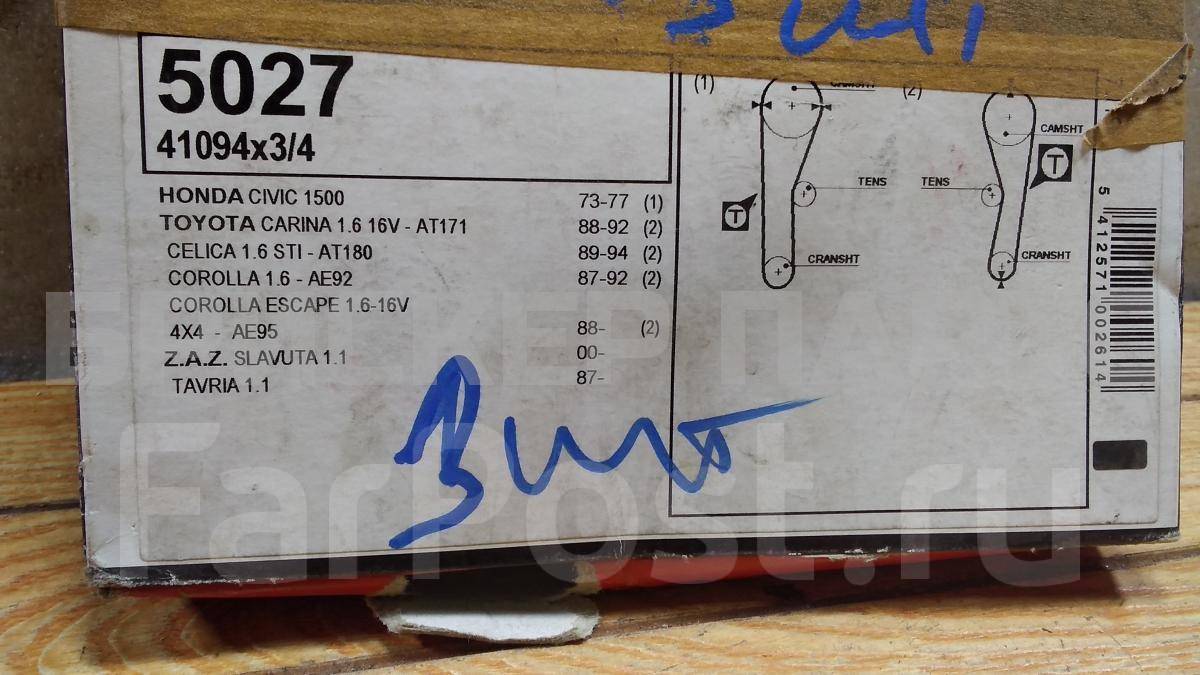 5027
41094x3/4
HONDA CIVIC 1500 73-77 (1)
TOYOTA CARINA 1.6 16V - AT171 88-92 (2)
CELICA 1.6 STI - AT180 89-94 (2)
COROLLA 1.6 - AE92 87-92 (2)
COROLLA ESCAPE 1.6-16V
4X4 - AE95 88- (2)
Z.A.Z. SLAVUTA 1.1 00-
TAVRIA 1.1 87-
(1)
CAMSHT
T
TENS
CRANSHT
(2)
CAMSHT
T
TENS
CRANSHT
5 412571 002614
FarPost.ru